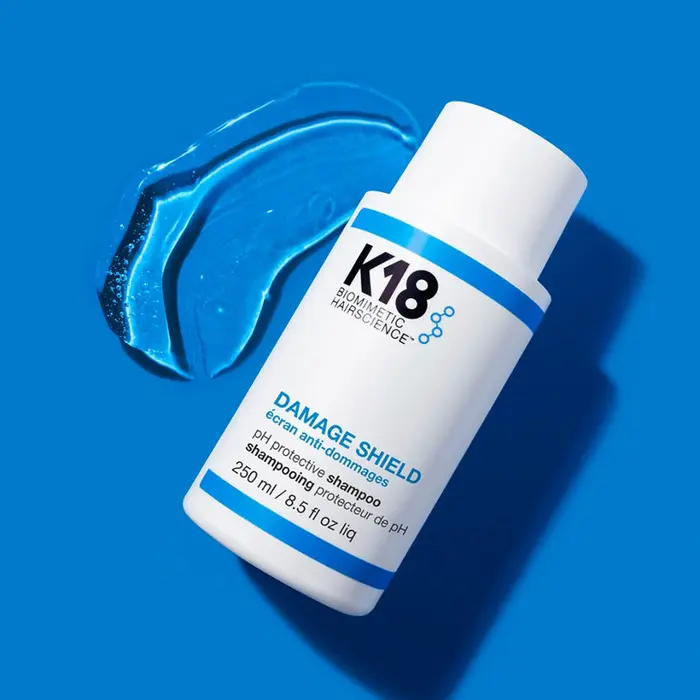 K18
BIOMIMETIC
HAIRSCIENCE™
DAMAGE SHIELD
écran anti-dommages
pH protective shampoo
shampooing protecteur de pH
250 ml / 8.5 fl oz liq